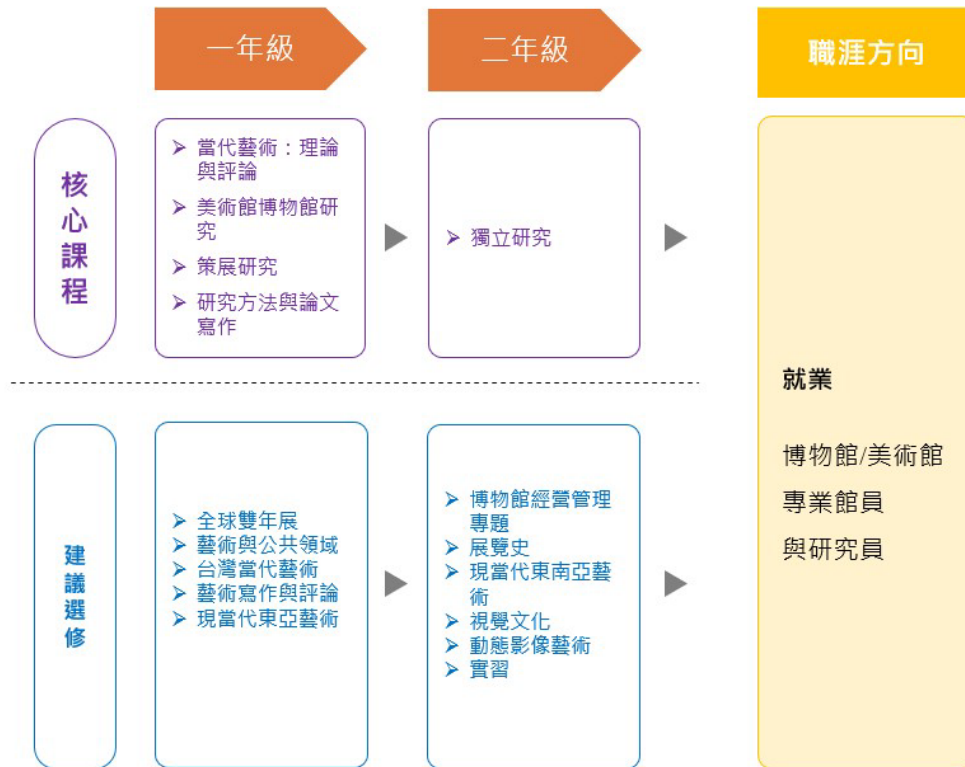 一年級
二年級
職涯方向
核心課程
當代藝術：理論
與評論
美術館博物館研
究
策展研究
研究方法與論文
寫作
獨立研究
建議選修
全球雙年展
藝術與公共領域
台灣當代藝術
藝術寫作與評論
現當代東亞藝術
博物館經營管理
專題
展覽史
現當代東南亞藝
術
視覺文化
動態影像藝術
實習
就業
博物館/美術館
專業館員
與研究員